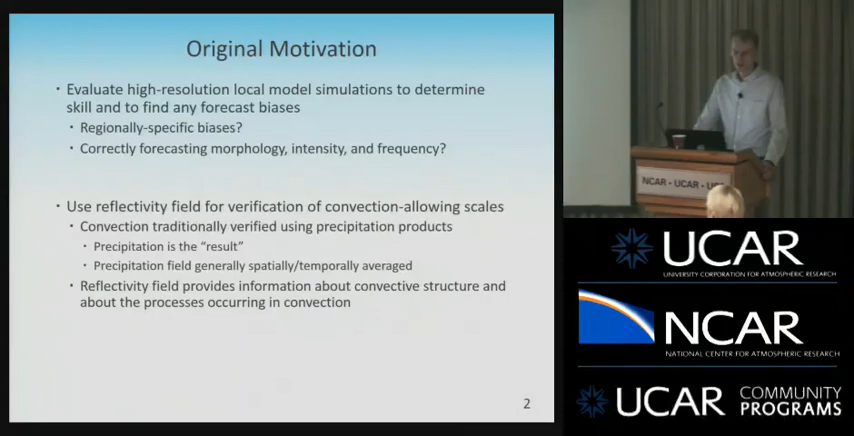 Original Motivation
Evaluate high-resolution local model simulations to determine
skill and to find any forecast biases
Regionally-specific biases?
Correctly forecasting morphology, intensity, and frequency?
Use reflectivity field for verification of convection-allowing scales
Convection traditionally verified using precipitation products
Precipitation is the “result”
Precipitation field generally spatially/temporally averaged
Reflectivity field provides information about convective structure and
about the processes occurring in convection
2
NCAR • UCAR •
UCAR
UNIVERSITY CORPORATION FOR ATMOSPHERIC RESEARCH
NCAR
NATIONAL CENTER FOR ATMOSPHERIC RESEARCH
UCAR COMMUNITY
PROGRAMS